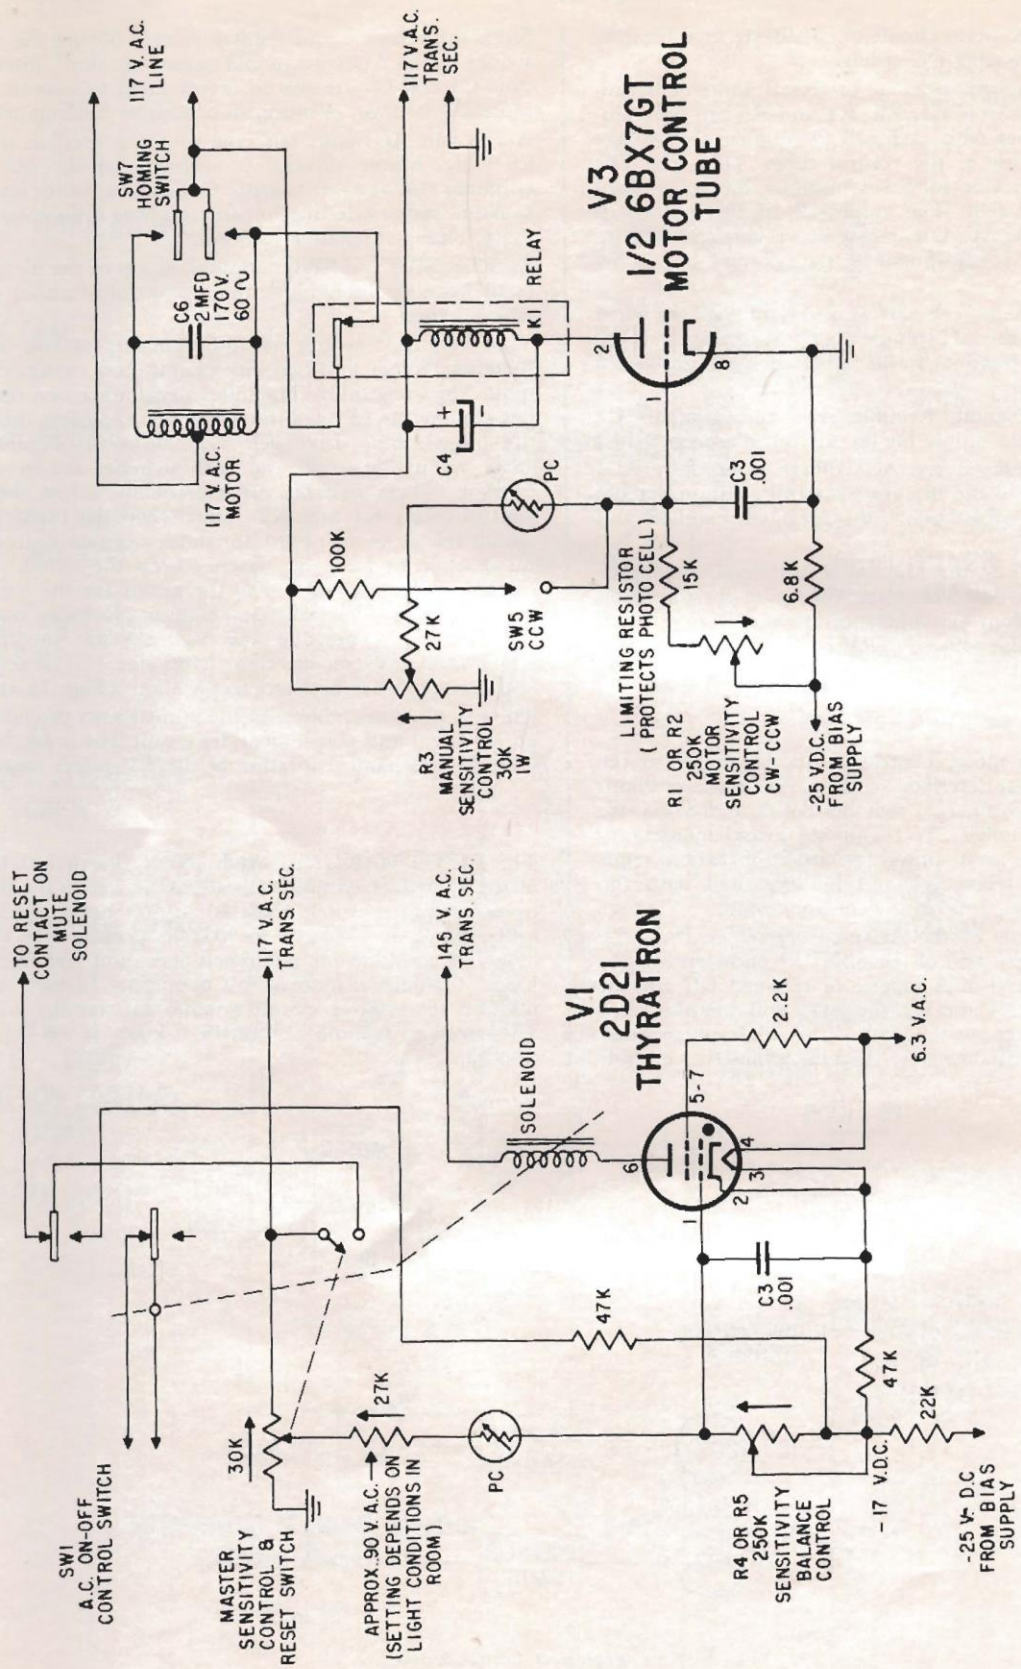 SW1
A.C. ON-OFF
CONTROL SWITCH
TO RESET
CONTACT ON
MUTE
SOLENOID
MASTER
SENSITIVITY
CONTROL &
RESET SWITCH
30K
117 V.A.C.
TRANS. SEC.
APPROX. 90 V.A.C.
(SETTING DEPENDS ON
LIGHT CONDITIONS IN
ROOM)
27K
47K
PC
SOLENOID
145 V. A.C.
TRANS. SEC.
V1
2D21
THYRATRON
6
1
5-7
2
3
4
2.2K
6.3 V.A.C.
C3
.001
R4 OR R5
250K
SENSITIVITY
BALANCE
CONTROL
47K
-17 V.D.C.
22K
-25 V. D.C
FROM BIAS
SUPPLY
117 V. A.C.
LINE
SW7
HOMING
SWITCH
C6
2MFD
170V.
60 ~
117 V.A.C.
MOTOR
117 V.A.C.
TRANS.
SEC.
K1 RELAY
C4
+
-
100K
27K
SW5
CCW
PC
R3
MANUAL
SENSITIVITY
CONTROL
30K
1W
V3
1/2 6BX7GT
MOTOR CONTROL
TUBE
2
1
8
LIMITING RESISTOR
( PROTECTS PHOTO CELL)
15K
C3
.001
R1 OR R2
250K
MOTOR
SENSITIVITY
CONTROL
CW-CCW
6.8K
-25 V.D.C.
FROM BIAS
SUPPLY